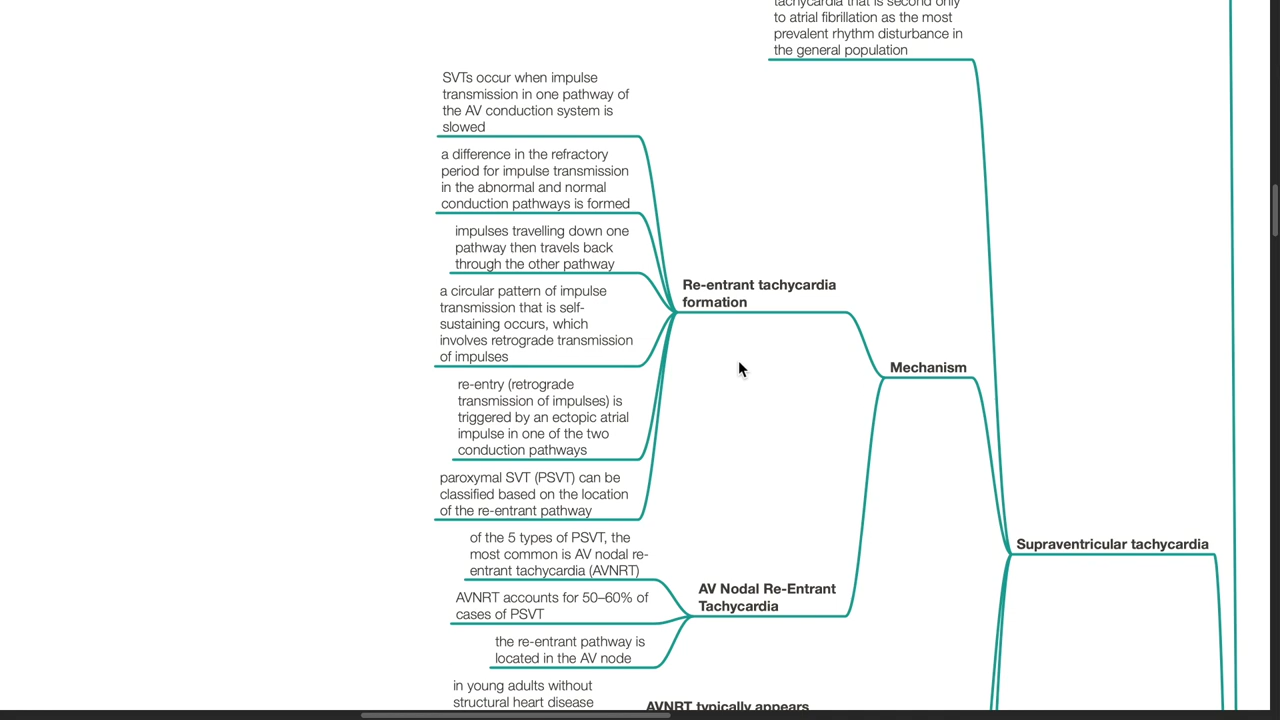 tachycardia that is second only
to atrial fibrillation as the most
prevalent rhythm disturbance in
the general population
SVTs occur when impulse
transmission in one pathway of
the AV conduction system is
slowed
a difference in the refractory
period for impulse transmission
in the abnormal and normal
conduction pathways is formed
impulses travelling down one
pathway then travels back
through the other pathway
a circular pattern of impulse
transmission that is self-
sustaining occurs, which
involves retrograde transmission
of impulses
re-entry (retrograde
transmission of impulses) is
triggered by an ectopic atrial
impulse in one of the two
conduction pathways
paroxymal SVT (PSVT) can be
classified based on the location
of the re-entrant pathway
Re-entrant tachycardia
formation
Mechanism
of the 5 types of PSVT, the
most common is AV nodal re-
entrant tachycardia (AVNRT)
AVNRT accounts for 50–60% of
cases of PSVT
the re-entrant pathway is
located in the AV node
AV Nodal Re-Entrant
Tachycardia
Supraventricular tachycardia
in young adults without
structural heart disease
AVNRT typically appears